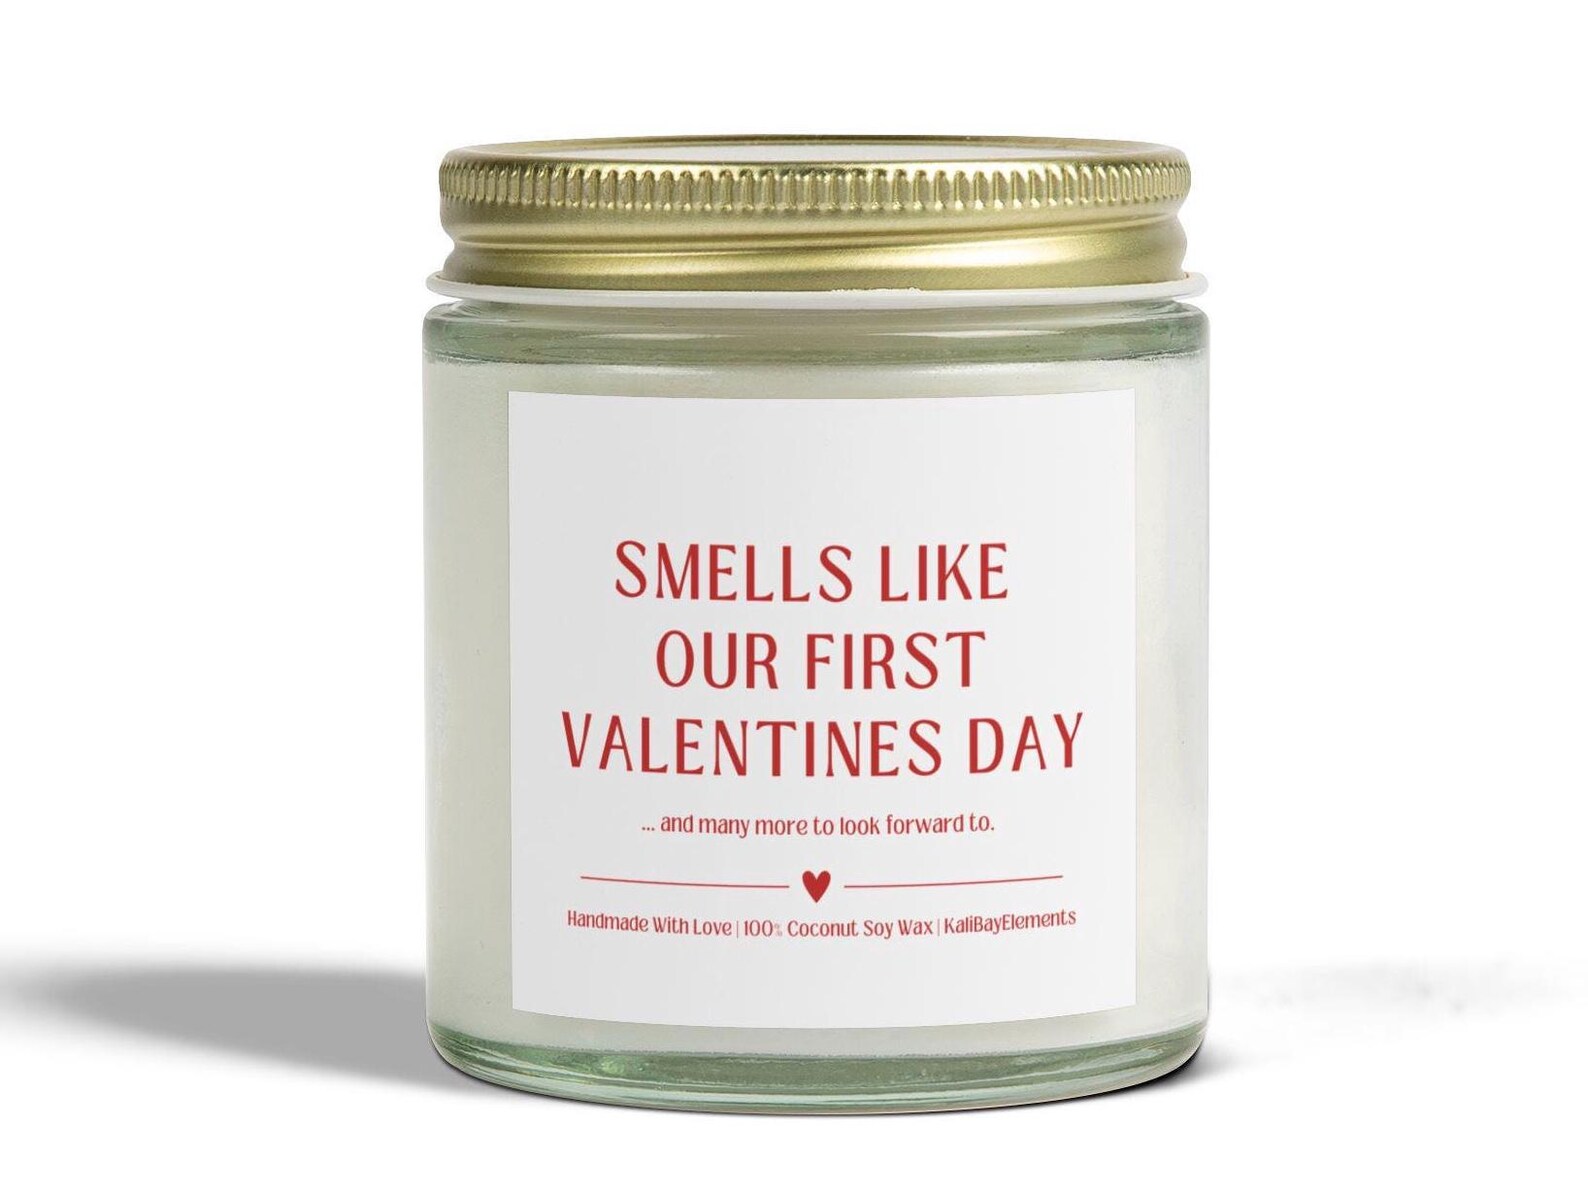 SMELLS LIKE
OUR FIRST
VALENTINES DAY
... and many more to look forward to.
Handmade With Love | 100% Coconut Soy Wax | KaliBayElements